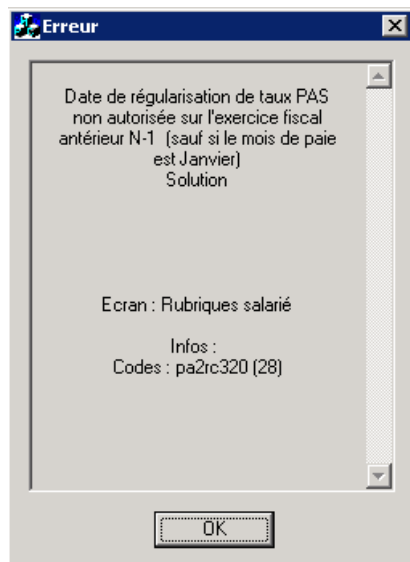 Erreur
Date de régularisation de taux PAS
non autorisée sur l'exercice fiscal
antérieur N-1  (sauf si le mois de paie
est Janvier)
Solution
Ecran : Rubriques salarié
Infos :
Codes : pa2rc320 (28)
OK